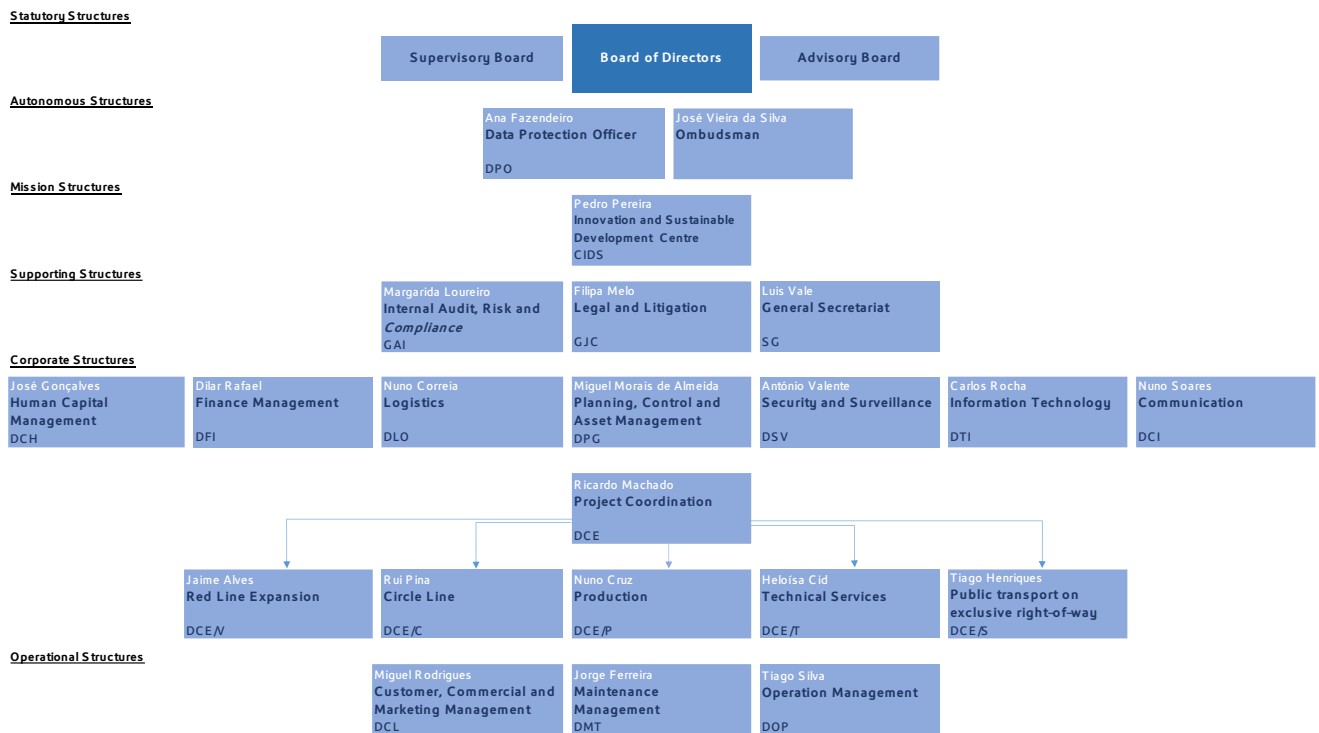 Statutory Structures
Supervisory Board
Board of Directors
Advisory Board
Autonomous Structures
Ana Fazendeiro
Data Protection Officer
DPO
José Vieira da Silva
Ombudsman
Mission Structures
Pedro Pereira
Innovation and Sustainable
Development Centre
CIDS
Supporting Structures
Margarida Loureiro
Internal Audit, Risk and
Compliance
GAI
Filipa Melo
Legal and Litigation
GJC
Luis Vale
General Secretariat
SG
Corporate Structures
José Gonçalves
Human Capital
Management
DCH
Dilar Rafael
Finance Management
DFI
Nuno Correia
Logistics
DLO
Miguel Morais de Almeida
Planning, Control and
Asset Management
DPG
António Valente
Security and Surveillance
DSV
Carlos Rocha
Information Technology
DTI
Nuno Soares
Communication
DCI
Ricardo Machado
Project Coordination
DCE
Jaime Alves
Red Line Expansion
DCE/V
Rui Pina
Circle Line
DCE/C
Nuno Cruz
Production
DCE/P
Heloísa Cid
Technical Services
DCE/T
Tiago Henriques
Public transport on
exclusive right-of-way
DCE/S
Operational Structures
Miguel Rodrigues
Customer, Commercial and
Marketing Management
DCL
Jorge Ferreira
Maintenance
Management
DMT
Tiago Silva
Operation Management
DOP